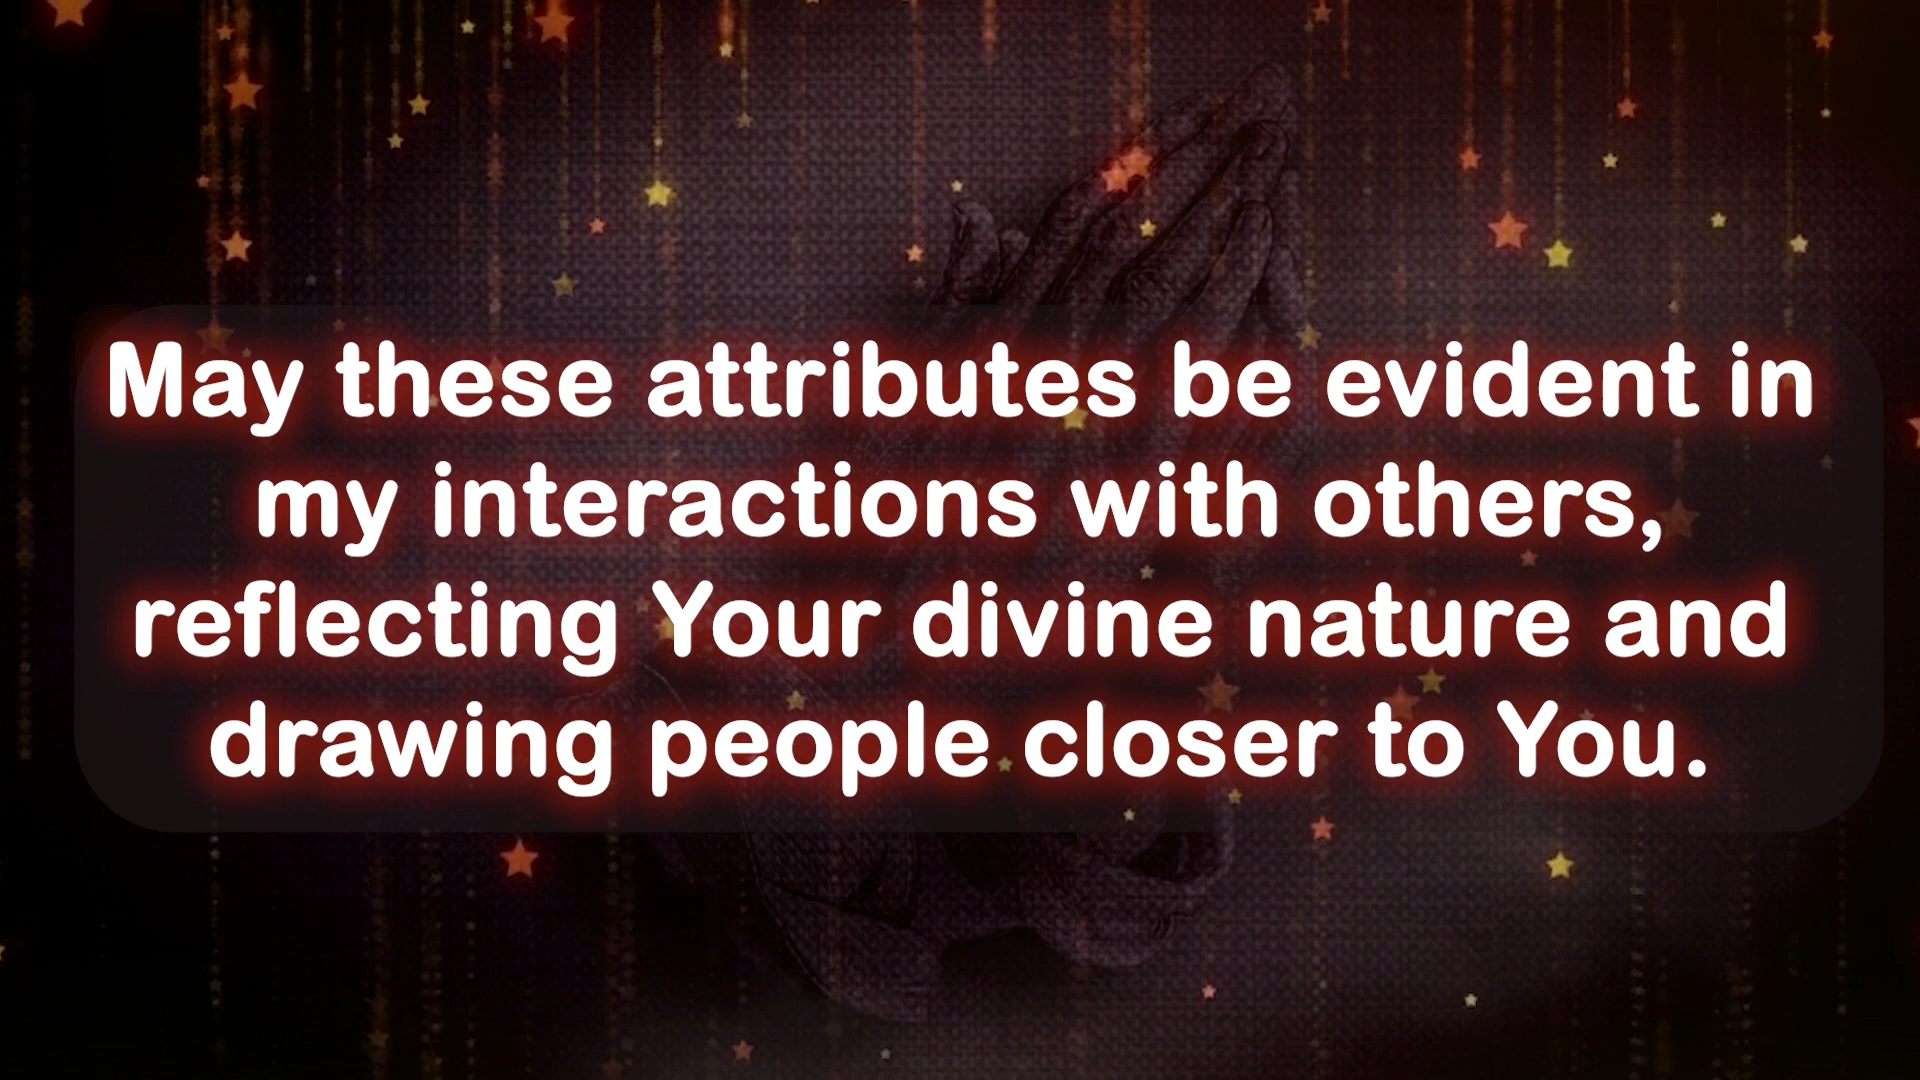 May these attributes be evident in
my interactions with others,
reflecting Your divine nature and
drawing people closer to You.